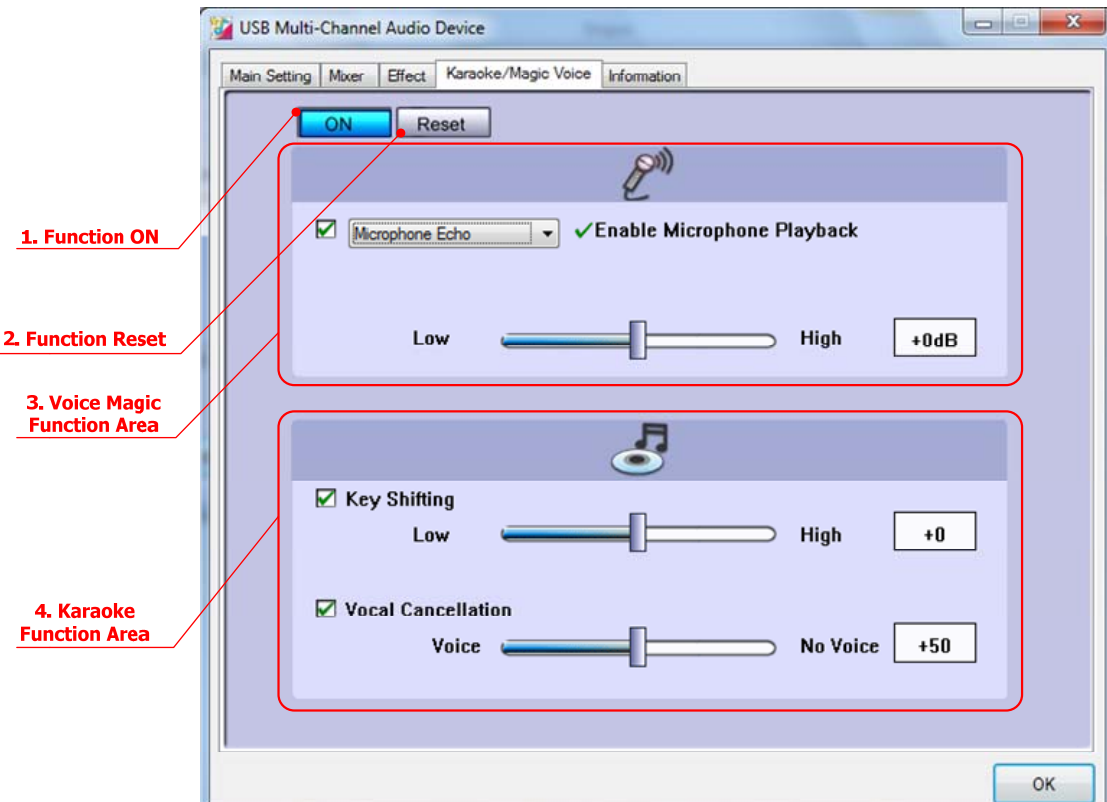 USB Multi-Channel Audio Device
Main Setting Mixer Effect Karaoke/Magic Voice Information
ON Reset
1. Function ON
Microphone Echo ✓Enable Microphone Playback
2. Function Reset
Low High +0dB
3. Voice Magic
Function Area
Key Shifting
Low High +0
4. Karaoke
Function Area
Vocal Cancellation
Voice No Voice +50
OK